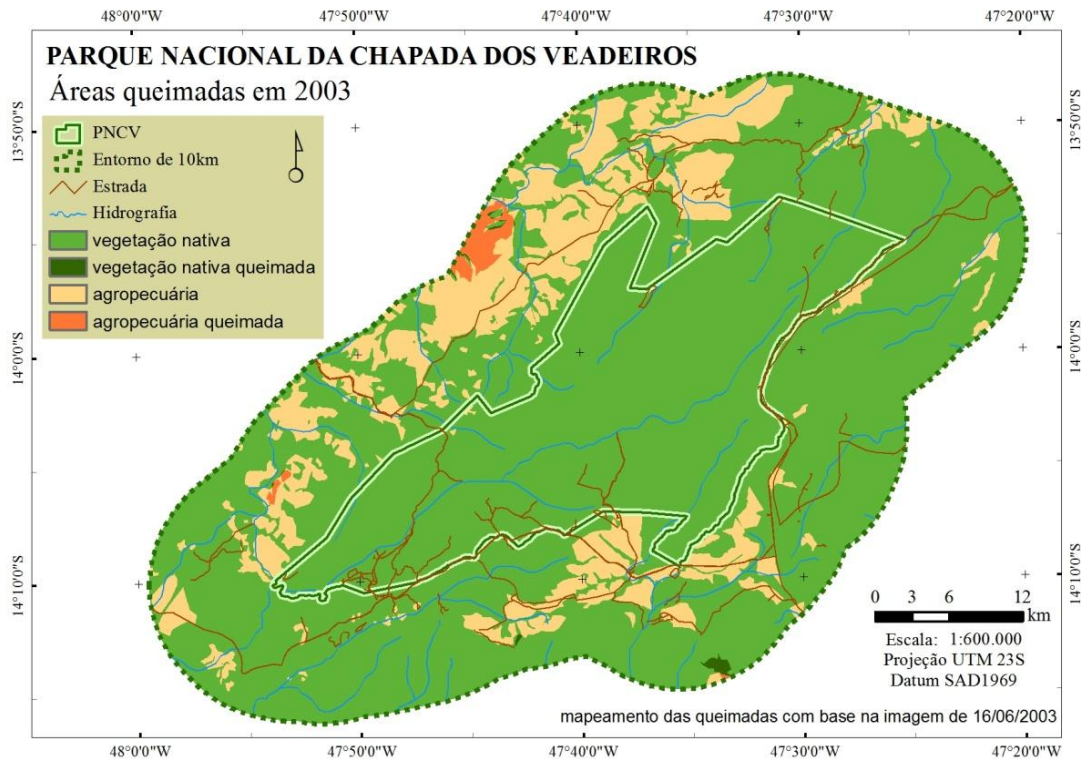 48°0'0"W 47°50'0"W 47°40'0"W 47°30'0"W 47°20'0"W
PARQUE NACIONAL DA CHAPADA DOS VEADEIROS
Áreas queimadas em 2003
PNCV
Entorno de 10km
Estrada
Hidrografia
vegetação nativa
vegetação nativa queimada
agropecuária
agropecuária queimada
13°50'0"S 13°50'0"S
14°0'0"S 14°0'0"S
14°10'0"S 14°10'0"S
0 3 6 12
km
Escala: 1:600.000
Projeção UTM 23S
Datum SAD1969
mapeamento das queimadas com base na imagem de 16/06/2003
48°0'0"W 47°50'0"W 47°40'0"W 47°30'0"W 47°20'0"W